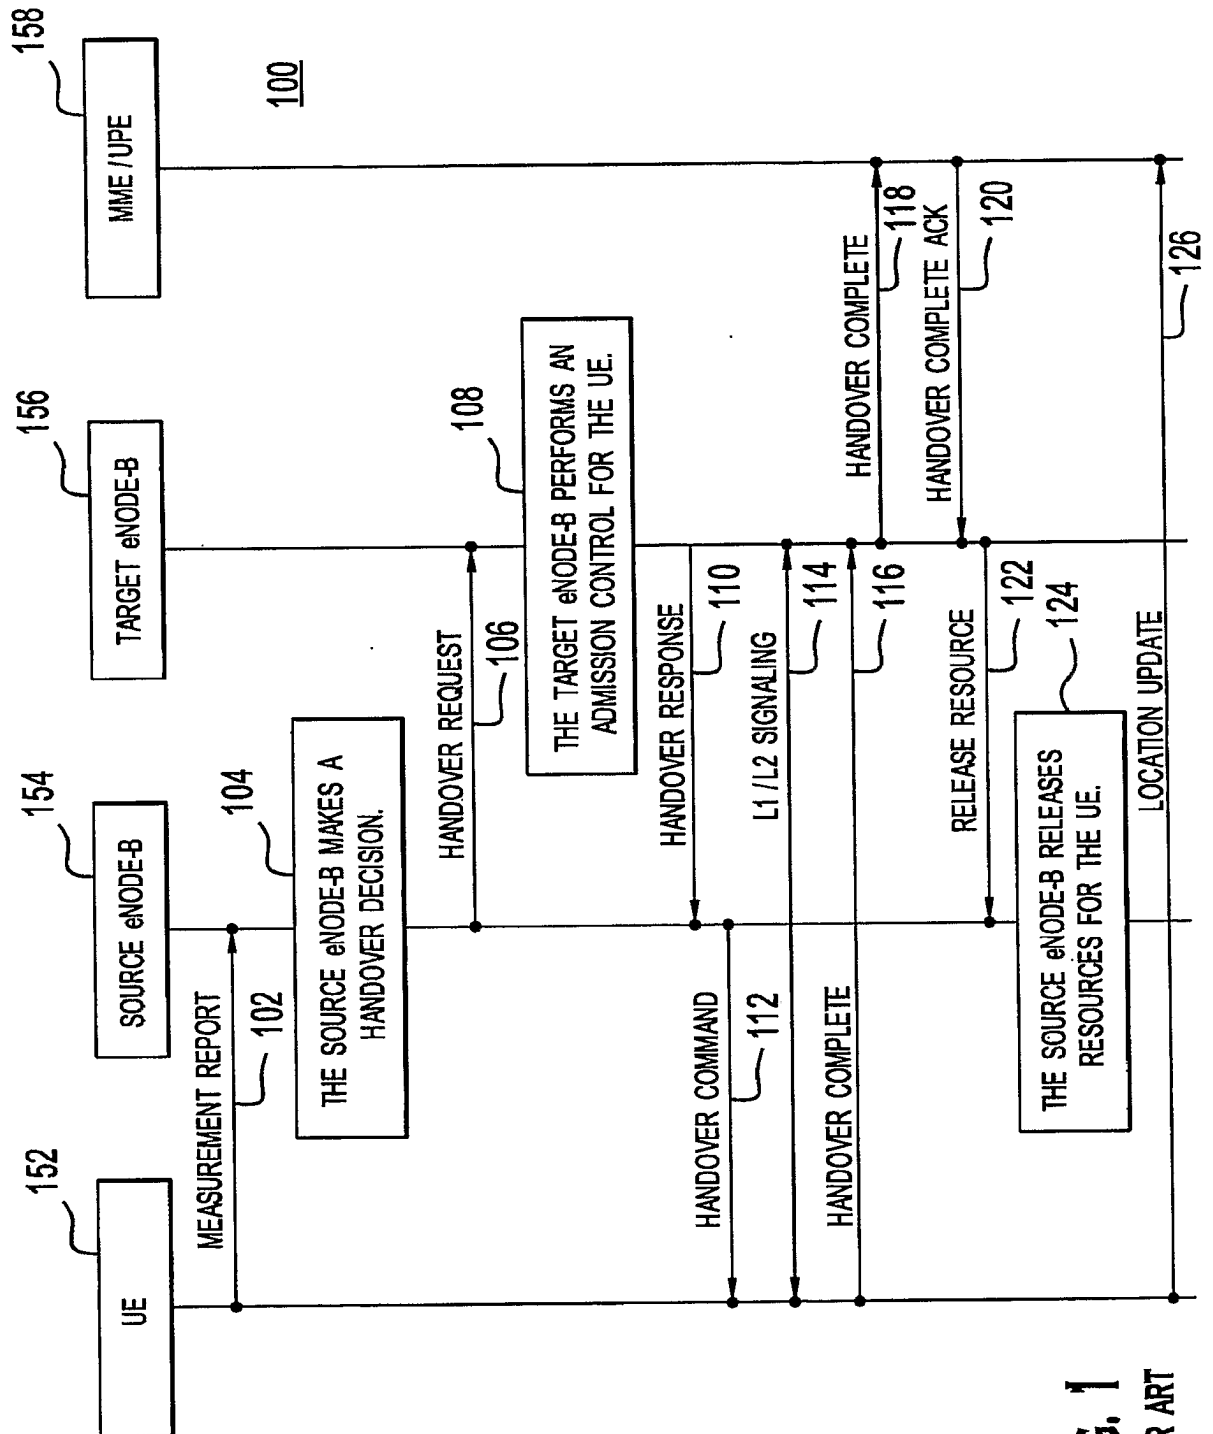 152
UE
154
SOURCE eNODE-B
156
TARGET eNODE-B
158
MME/UPE
100
MEASUREMENT REPORT
102
104
THE SOURCE eNODE-B MAKES A
HANDOVER DECISION.
HANDOVER REQUEST
106
108
THE TARGET eNODE-B PERFORMS AN
ADMISSION CONTROL FOR THE UE.
HANDOVER RESPONSE
110
HANDOVER COMMAND
112
L1/L2 SIGNALING
114
HANDOVER COMPLETE
116
HANDOVER COMPLETE
118
HANDOVER COMPLETE ACK
120
RELEASE RESOURCE
122
124
THE SOURCE eNODE-B RELEASES
RESOURCES FOR THE UE.
LOCATION UPDATE
126
1
ART